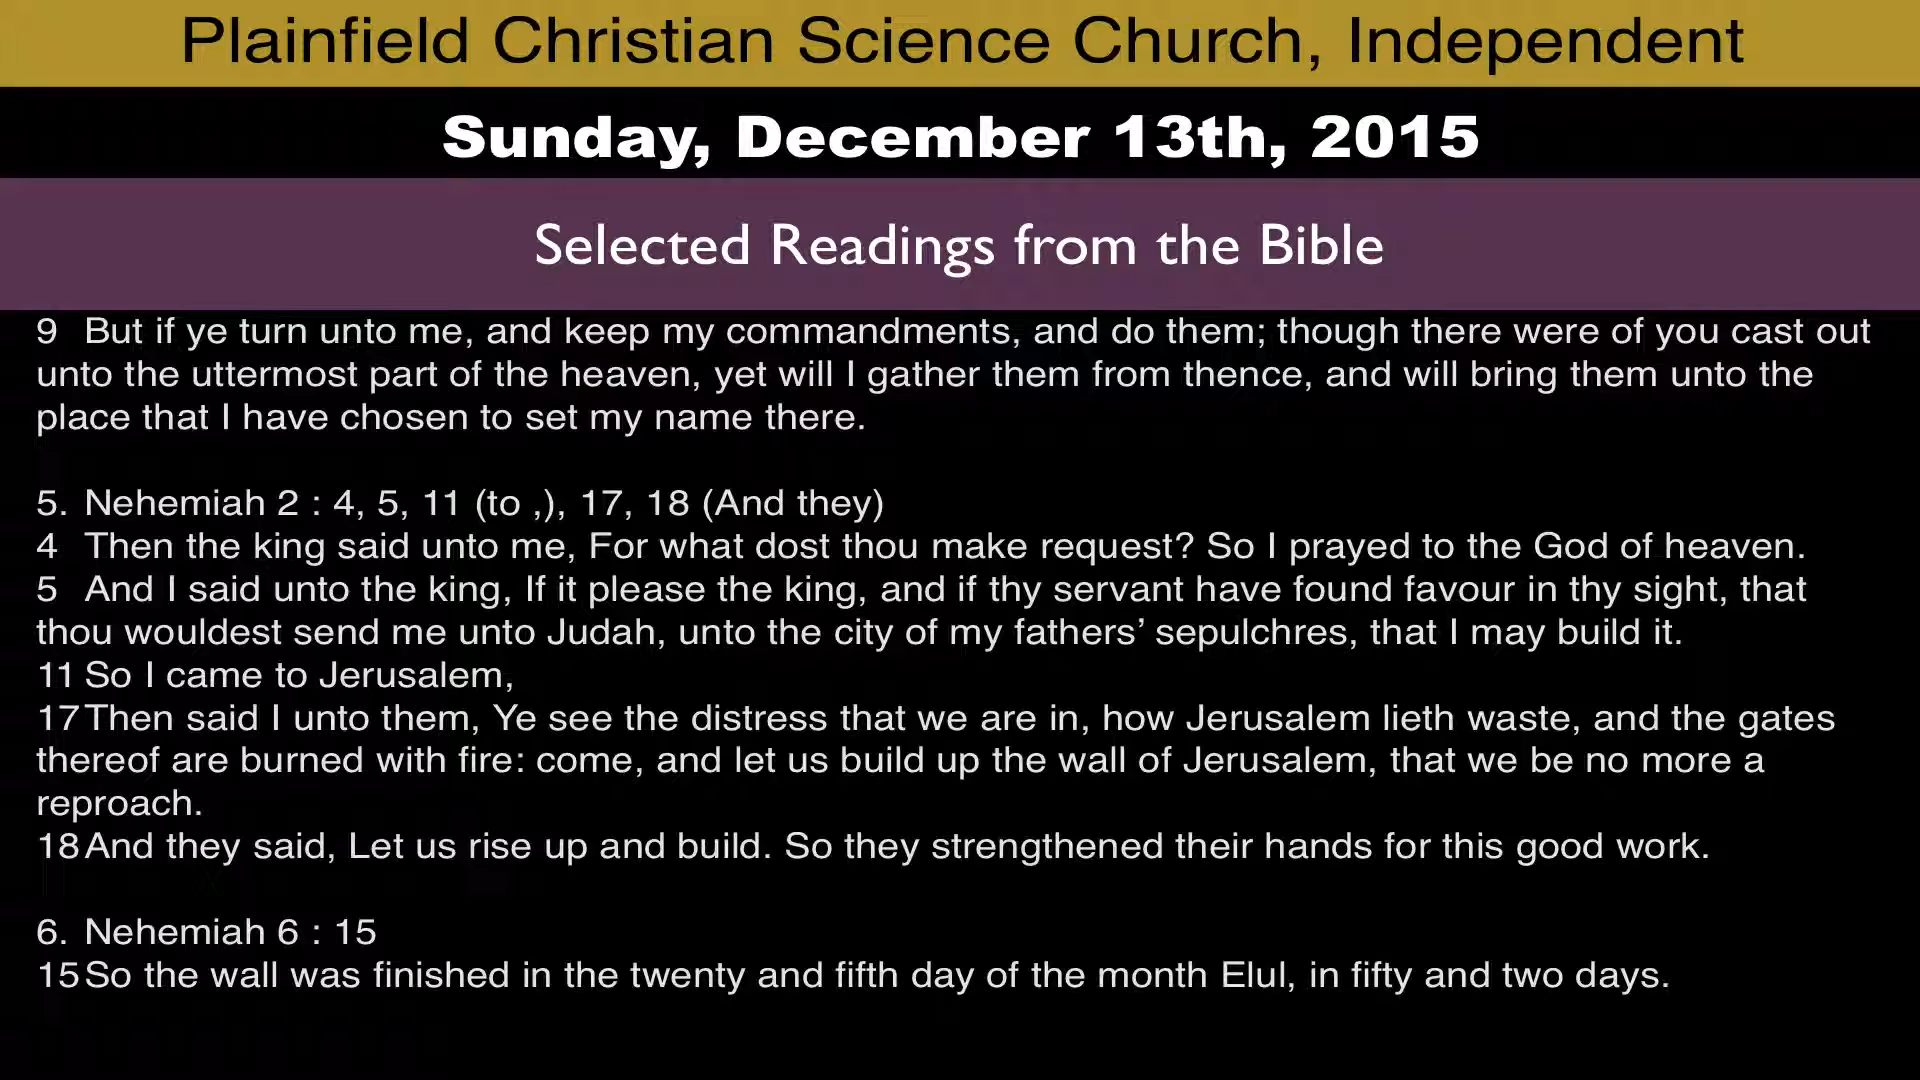 Plainfield Christian Science Church, Independent
Sunday, December 13th, 2015
Selected Readings from the Bible
9 But if ye turn unto me, and keep my commandments, and do them; though there were of you cast out
unto the uttermost part of the heaven, yet will I gather them from thence, and will bring them unto the
place that I have chosen to set my name there.
5. Nehemiah 2 : 4, 5, 11 (to ,), 17, 18 (And they)
4 Then the king said unto me, For what dost thou make request? So I prayed to the God of heaven.
5 And I said unto the king, If it please the king, and if thy servant have found favour in thy sight, that
thou wouldest send me unto Judah, unto the city of my fathers’ sepulchres, that I may build it.
11 So I came to Jerusalem,
17 Then said I unto them, Ye see the distress that we are in, how Jerusalem lieth waste, and the gates
thereof are burned with fire: come, and let us build up the wall of Jerusalem, that we be no more a
reproach.
18 And they said, Let us rise up and build. So they strengthened their hands for this good work.
6. Nehemiah 6 : 15
15 So the wall was finished in the twenty and fifth day of the month Elul, in fifty and two days.